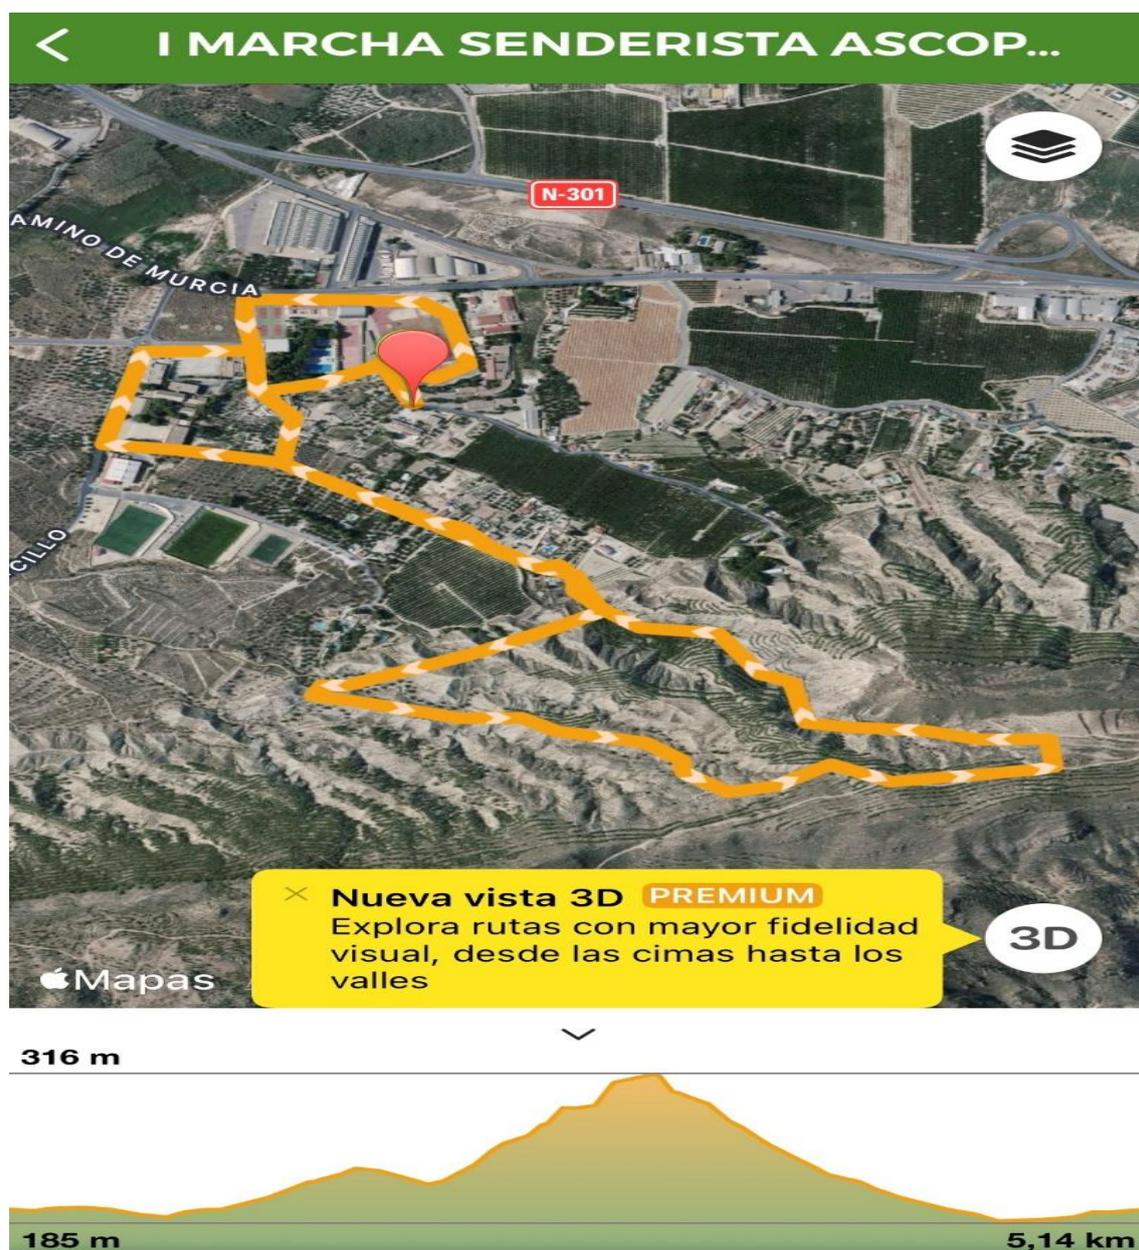 I MARCHA SENDERISTA ASCOP...
N-301
AMINO DE MURCIA
CILLO
Nueva vista 3D PREMIUM
Explora rutas con mayor fidelidad
visual, desde las cimas hasta los
valles
3D
Mapas
316 m
185 m
5,14 km